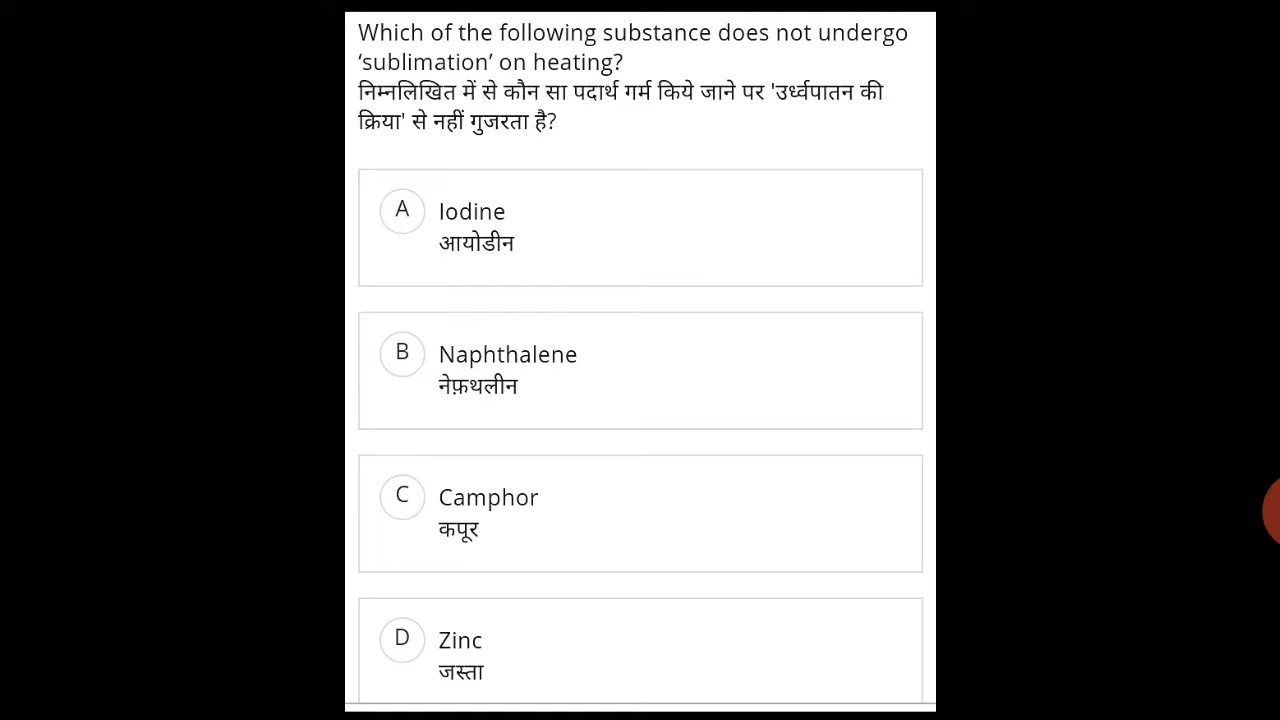 Which of the following substance does not undergo
‘sublimation’ on heating?
निम्नलिखित में से कौन सा पदार्थ गर्म किये जाने पर 'उर्ध्वपातन की
क्रिया' से नहीं गुजरता है?
A Iodine
आयोडीन
B Naphthalene
नेफ़थलीन
C Camphor
कपूर
D Zinc
जस्ता